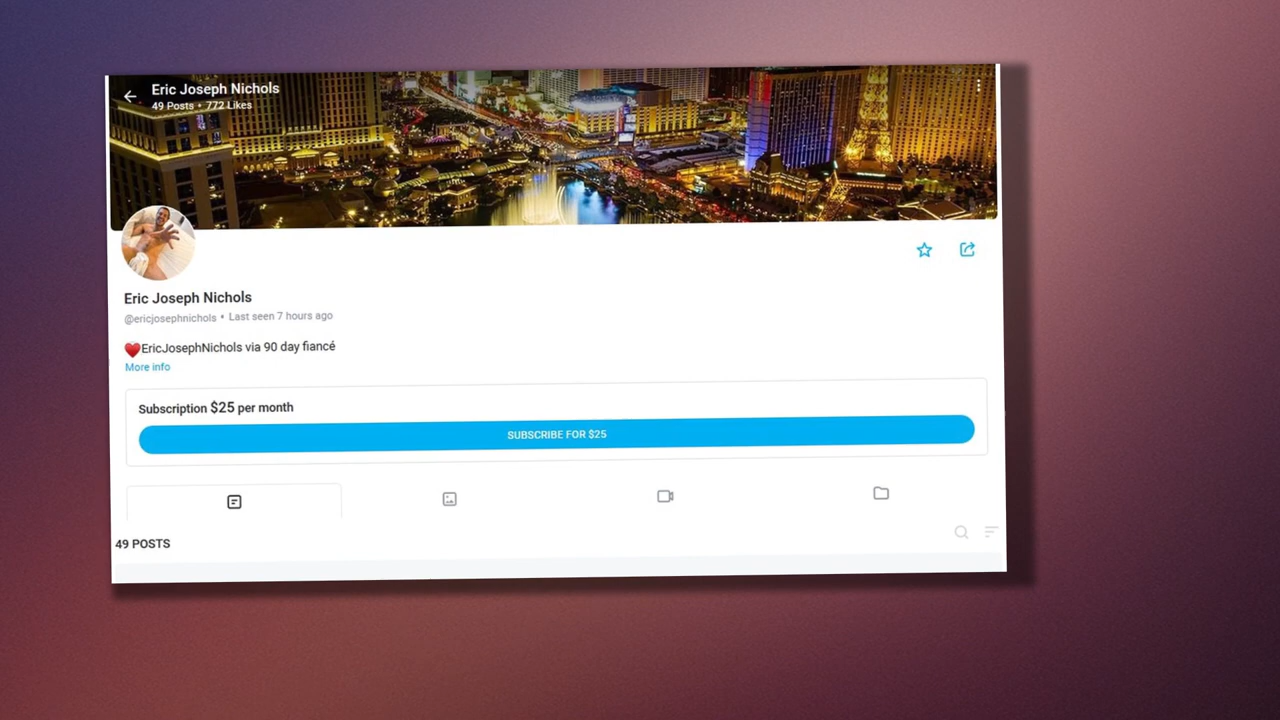 Eric Joseph Nichols
49 Posts • 772 Likes
Eric Joseph Nichols
@ericjosephnichols • Last seen 7 hours ago
❤️EricJosephNichols via 90 day fiancé
More info
Subscription $25 per month
SUBSCRIBE FOR $25
49 POSTS